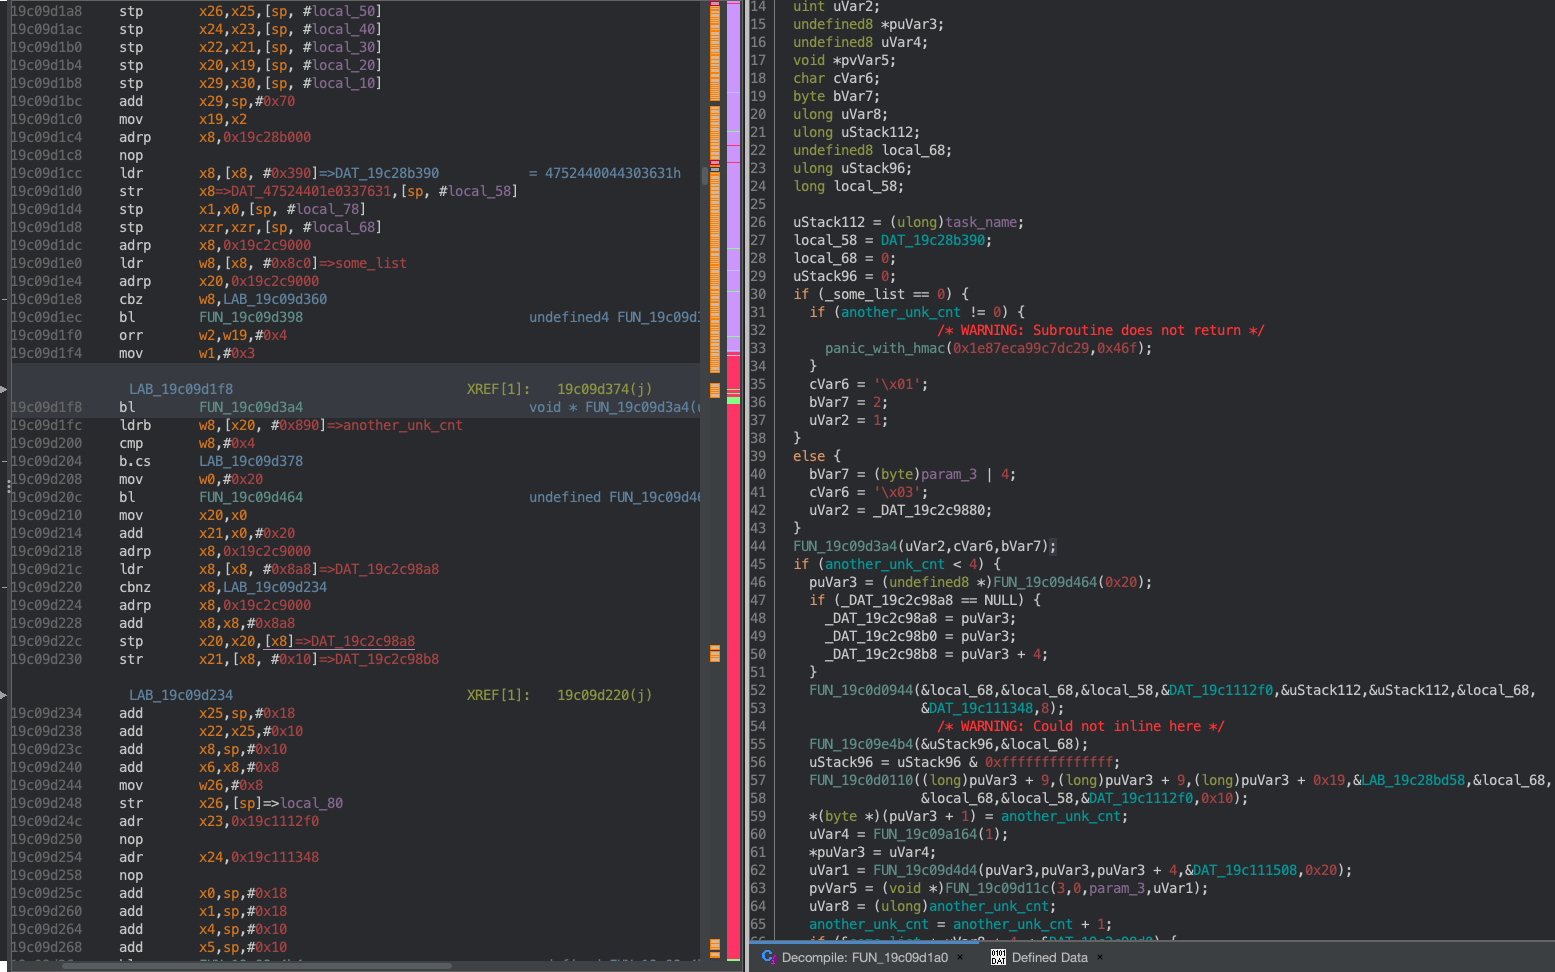 19c09d1a8 stp x26,x25,[sp, #local_50]
19c09d1ac stp x24,x23,[sp, #local_40]
19c09d1b0 stp x22,x21,[sp, #local_30]
19c09d1b4 stp x20,x19,[sp, #local_20]
19c09d1b8 stp x29,x30,[sp, #local_10]
19c09d1bc add x29,sp,#0x70
19c09d1c0 mov x19,x2
19c09d1c4 adrp x8,0x19c28b000
19c09d1c8 nop
19c09d1cc ldr x8,[x8, #0x390]=>DAT_19c28b390 = 4752440044303631h
19c09d1d0 str x8=>DAT_47524401e0337631,[sp, #local_58]
19c09d1d4 stp x1,x0,[sp, #local_78]
19c09d1d8 stp xzr,xzr,[sp, #local_68]
19c09d1dc adrp x8,0x19c2c9000
19c09d1e0 ldr w8,[x8, #0x8c0]=>some_list
19c09d1e4 adrp x20,0x19c2c9000
19c09d1e8 cbz w8,LAB_19c09d360
19c09d1ec bl FUN_19c09d398 undefined4 FUN_19c09d3
19c09d1f0 orr w2,w19,#0x4
19c09d1f4 mov w1,#0x3
LAB_19c09d1f8 XREF[1]: 19c09d374(j)
19c09d1f8 bl FUN_19c09d3a4 void * FUN_19c09d3a4(u
19c09d1fc ldrb w8,[x20, #0x890]=>another_unk_cnt
19c09d200 cmp w8,#0x4
19c09d204 b.cs LAB_19c09d378
19c09d208 mov w0,#0x20
19c09d20c bl FUN_19c09d464 undefined FUN_19c09d46
19c09d210 mov x20,x0
19c09d214 add x21,x0,#0x20
19c09d218 adrp x8,0x19c2c9000
19c09d21c ldr x8,[x8, #0x8a8]=>DAT_19c2c98a8
19c09d220 cbnz x8,LAB_19c09d234
19c09d224 adrp x8,0x19c2c9000
19c09d228 add x8,x8,#0x8a8
19c09d22c stp x20,x20,[x8]=>DAT_19c2c98a8
19c09d230 str x21,[x8, #0x10]=>DAT_19c2c98b8
LAB_19c09d234 XREF[1]: 19c09d220(j)
19c09d234 add x25,sp,#0x18
19c09d238 add x22,x25,#0x10
19c09d23c add x8,sp,#0x10
19c09d240 add x6,x8,#0x8
19c09d244 mov w26,#0x8
19c09d248 str x26,[sp]=>local_80
19c09d24c adr x23,0x19c1112f0
19c09d250 nop
19c09d254 adr x24,0x19c111348
19c09d258 nop
19c09d25c add x0,sp,#0x18
19c09d260 add x1,sp,#0x18
19c09d264 add x4,sp,#0x10
19c09d268 add x5,sp,#0x10
14 uint uVar2;
15 undefined8 *puVar3;
16 undefined8 uVar4;
17 void *pvVar5;
18 char cVar6;
19 byte bVar7;
20 ulong uVar8;
21 ulong uStack112;
22 undefined8 local_68;
23 ulong uStack96;
24 long local_58;
25
26 uStack112 = (ulong)task_name;
27 local_58 = DAT_19c28b390;
28 local_68 = 0;
29 uStack96 = 0;
30 if (_some_list == 0) {
31 if (another_unk_cnt != 0) {
32 /* WARNING: Subroutine does not return */
33 panic_with_hmac(0x1e87eca99c7dc29,0x46f);
34 }
35 cVar6 = '\x01';
36 bVar7 = 2;
37 uVar2 = 1;
38 }
39 else {
40 bVar7 = (byte)param_3 | 4;
41 cVar6 = '\x03';
42 uVar2 = _DAT_19c2c9880;
43 }
44 FUN_19c09d3a4(uVar2,cVar6,bVar7);
45 if (another_unk_cnt < 4) {
46 puVar3 = (undefined8 *)FUN_19c09d464(0x20);
47 if (_DAT_19c2c98a8 == NULL) {
48 _DAT_19c2c98a8 = puVar3;
49 _DAT_19c2c98b0 = puVar3;
50 _DAT_19c2c98b8 = puVar3 + 4;
51 }
52 FUN_19c0d0944(&local_68,&local_68,&local_58,&DAT_19c1112f0,&uStack112,&uStack112,&local_68,
53 &DAT_19c111348,8);
54 /* WARNING: Could not inline here */
55 FUN_19c09e4b4(&uStack96,&local_68);
56 uStack96 = uStack96 & 0xffffffffffffff;
57 FUN_19c0d0110((long)puVar3 + 9,(long)puVar3 + 9,(long)puVar3 + 0x19,&LAB_19c28bd58,&local_68,
58 &local_68,&local_58,&DAT_19c1112f0,0x10);
59 *(byte *)(puVar3 + 1) = another_unk_cnt;
60 uVar4 = FUN_19c09a164(1);
61 *puVar3 = uVar4;
62 uVar1 = FUN_19c09d4d4(puVar3,puVar3,puVar3 + 4,&DAT_19c111508,0x20);
63 pvVar5 = (void *)FUN_19c09d11c(3,0,param_3,uVar1);
64 uVar8 = (ulong)another_unk_cnt;
65 another_unk_cnt = another_unk_cnt + 1;
Decompile: FUN_19c09d1a0 × Defined Data ×